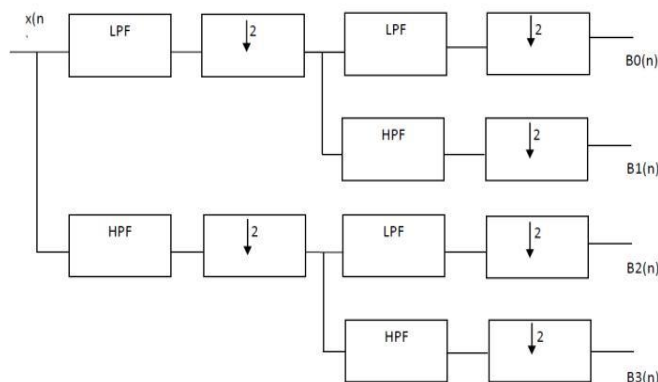 x(n
LPF
↓2
LPF
↓2
B0(n)
HPF
↓2
B1(n)
HPF
↓2
LPF
↓2
B2(n)
HPF
↓2
B3(n)